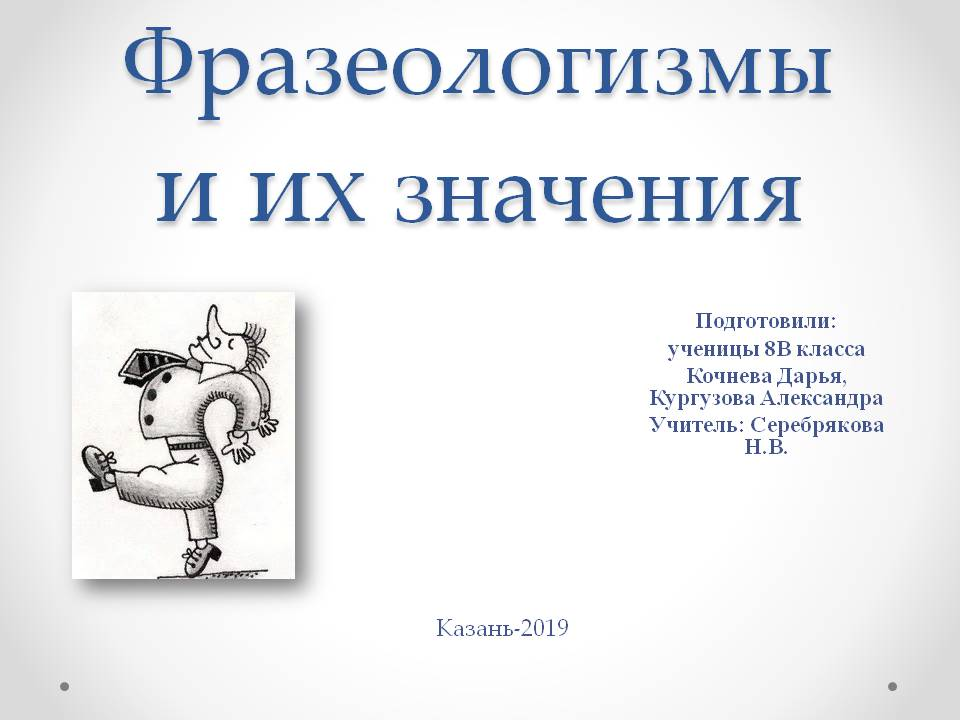 Фразеологизмы
и их значения
Подготовили:
ученицы 8В класса
Кочнева Дарья,
Кургузова Александра
Учитель: Серебрякова
Н.В.
Казань-2019